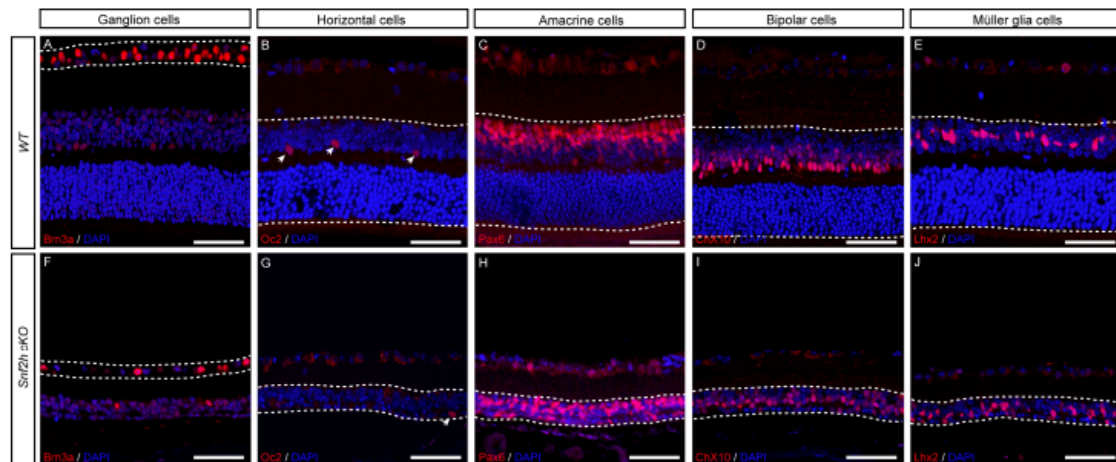 Ganglion cells
Horizontal cells
Amacrine cells
Bipolar cells
Müller glia cells
WT
A
B
C
D
E
Brn3a / DAPI
Oc2 / DAPI
Pax6 / DAPI
ChX10 / DAPI
Lhx2 / DAPI
Snf2h cKO
F
G
H
I
J
Brn3a / DAPI
Oc2 / DAPI
Pax6 / DAPI
ChX10 / DAPI
Lhx2 / DAPI